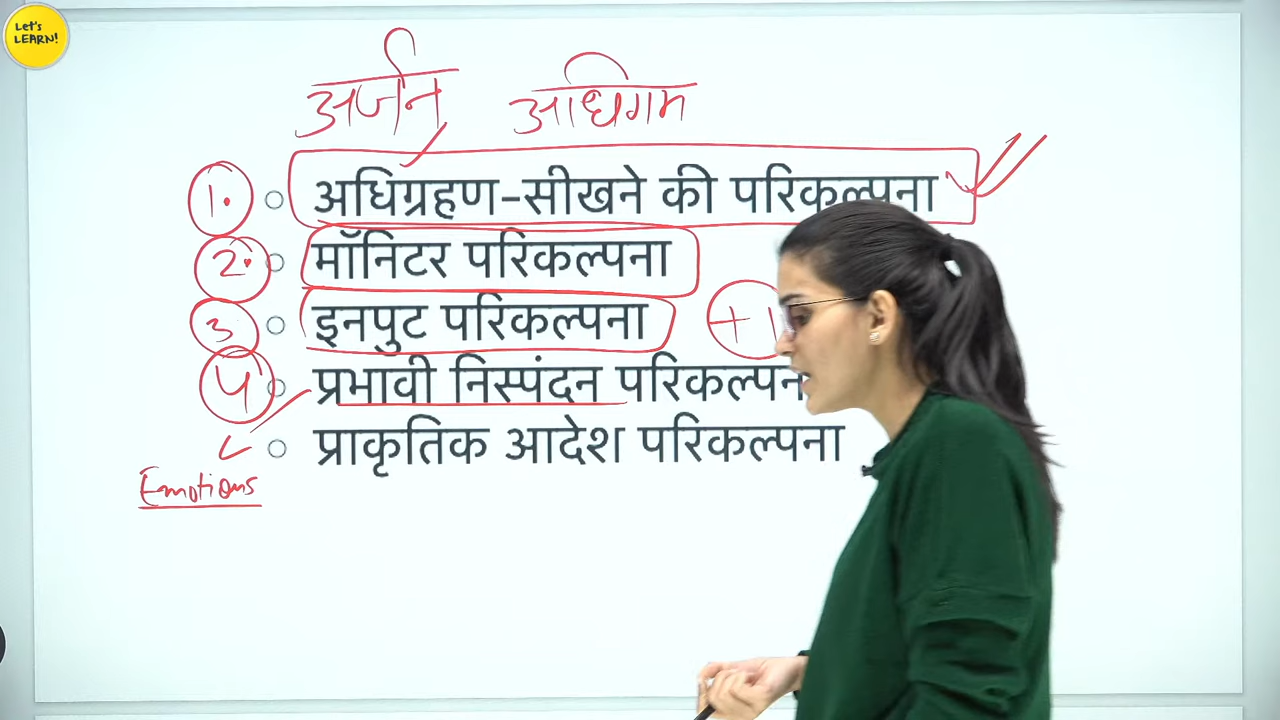 Let's
LEARN!
अर्जन अधिगम
1. अधिग्रहण-सीखने की परिकल्पना
2. मॉनिटर परिकल्पना
3 इनपुट परिकल्पना +1
4 प्रभावी निस्पंदन परिकल्पन
प्राकृतिक आदेश परिकल्पना
Emotions